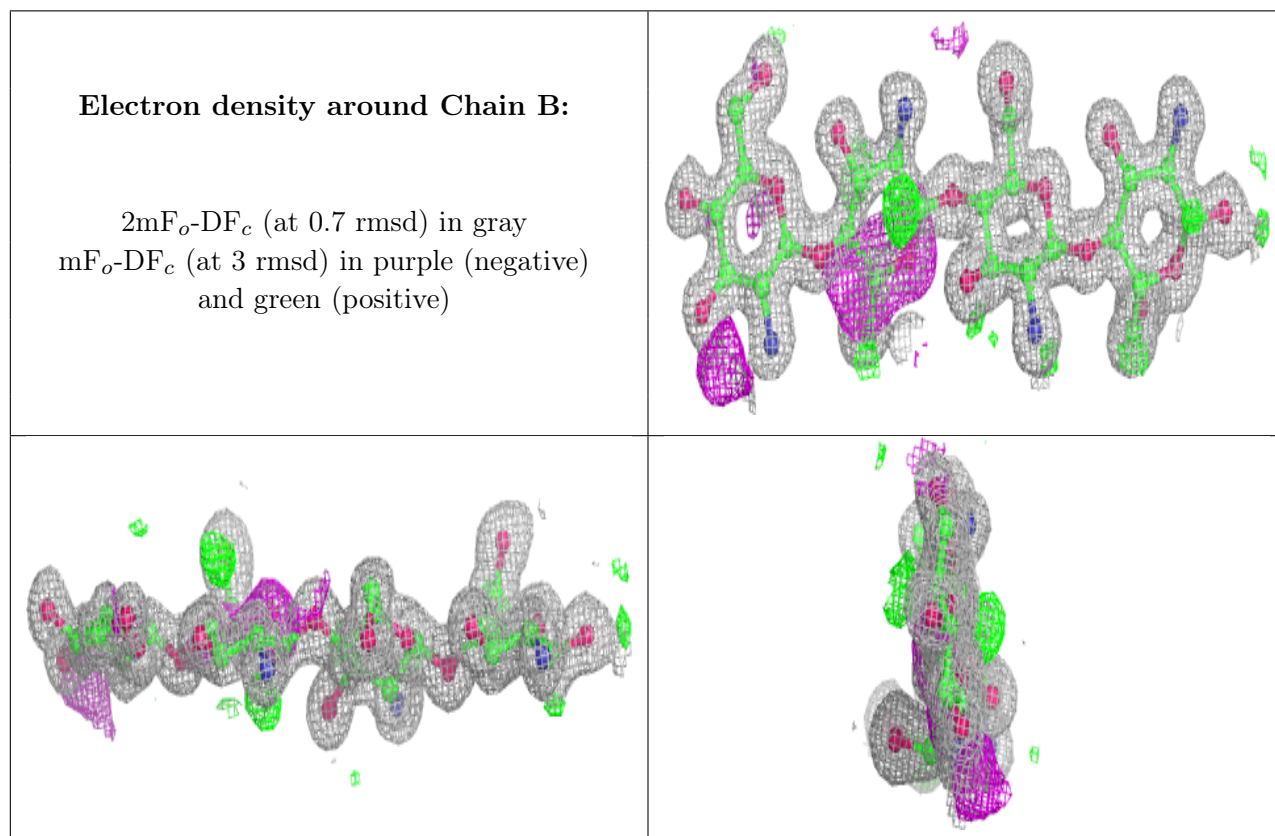 Electron density around Chain B:
2mFo-DFc (at 0.7 rmsd) in gray
mFo-DFc (at 3 rmsd) in purple (negative)
and green (positive)